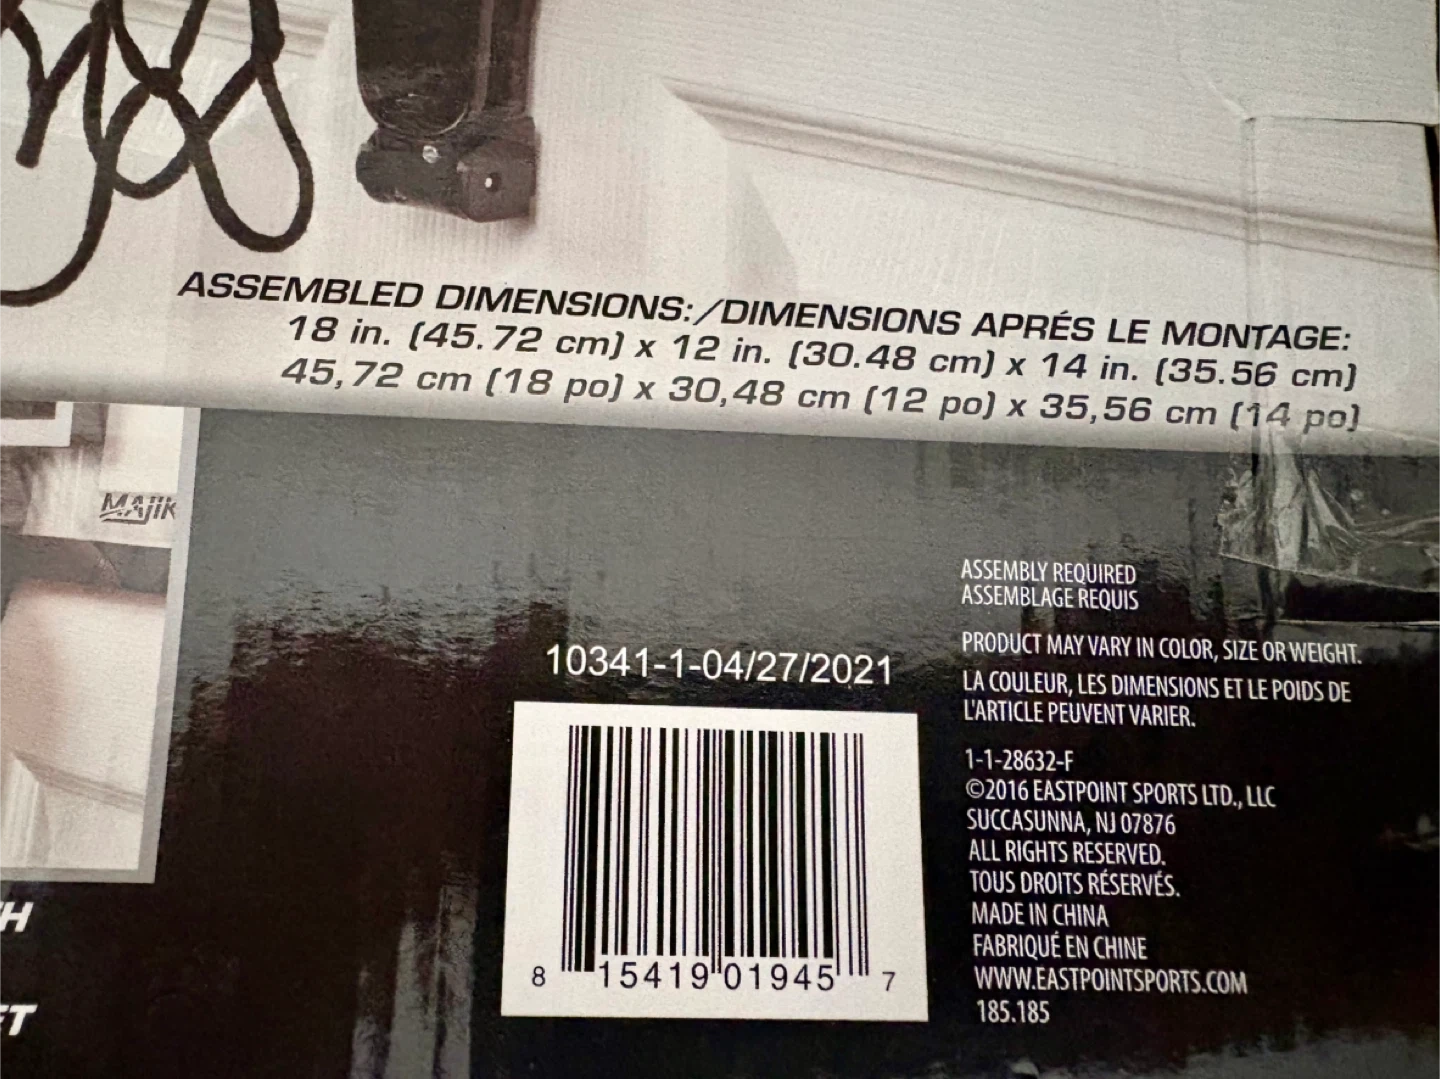 ASSEMBLED DIMENSIONS:/DIMENSIONS APRÉS LE MONTAGE:
18 in. (45.72 cm) x 12 in. (30.48 cm) x 14 in. (35.56 cm)
45,72 cm (18 po) x 30,48 cm (12 po) x 35,56 cm (14 po)
MAJIK
ASSEMBLY REQUIRED
ASSEMBLAGE REQUIS
10341-1-04/27/2021
PRODUCT MAY VARY IN COLOR, SIZE OR WEIGHT.
LA COULEUR, LES DIMENSIONS ET LE POIDS DE
L'ARTICLE PEUVENT VARIER.
1-1-28632-F
©2016 EASTPOINT SPORTS LTD., LLC
SUCCASUNNA, NJ 07876
ALL RIGHTS RESERVED.
TOUS DROITS RÉSERVÉS.
MADE IN CHINA
FABRIQUÉ EN CHINE
WWW.EASTPOINTSPORTS.COM
185.185
8 15419 01945 7